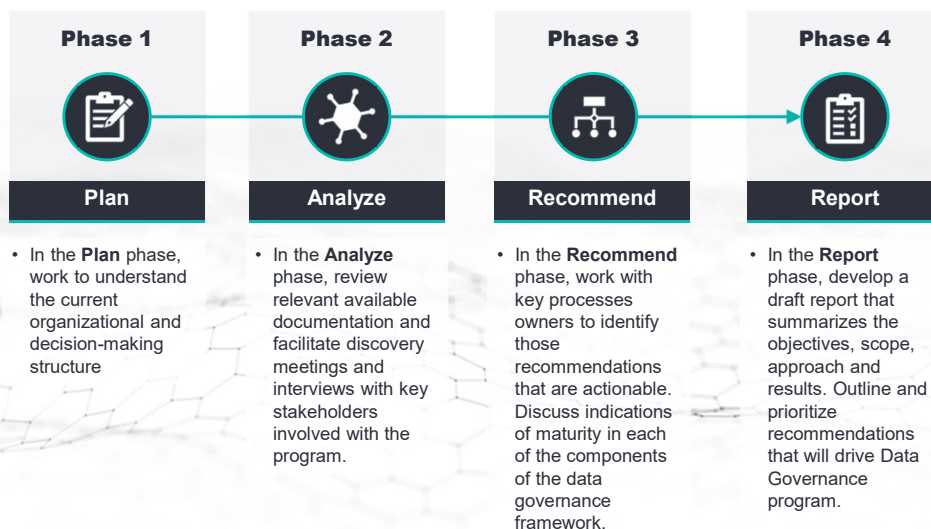 Phase 1
Plan
• In the Plan phase,
work to understand
the current
organizational and
decision-making
structure
Phase 2
Analyze
• In the Analyze
phase, review
relevant available
documentation and
facilitate discovery
meetings and
interviews with key
stakeholders
involved with the
program.
Phase 3
Recommend
• In the Recommend
phase, work with
key processes
owners to identify
those
recommendations
that are actionable.
Discuss indications
of maturity in each
of the components
of the data
governance
framework.
Phase 4
Report
• In the Report
phase, develop a
draft report that
summarizes the
objectives, scope,
approach and
results. Outline and
prioritize
recommendations
that will drive Data
Governance
program.